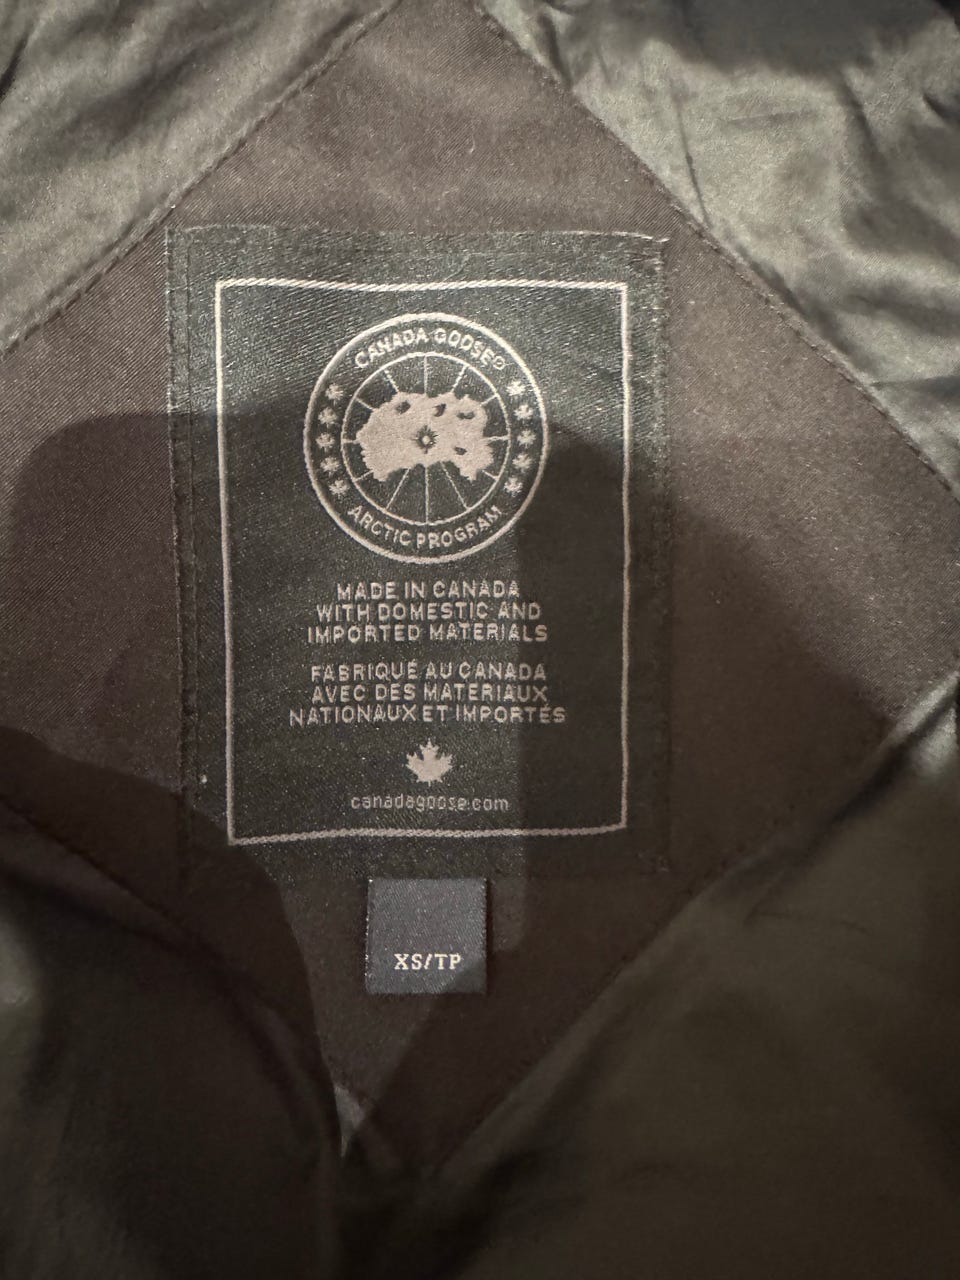 CANADA GOOSE®
ARCTIC PROGRAM
MADE IN CANADA
WITH DOMESTIC AND
IMPORTED MATERIALS
FABRIQUÉ AU CANADA
AVEC DES MATERIAUX
NATIONAUX ET IMPORTÉS
canadagoose.com
XS/TP